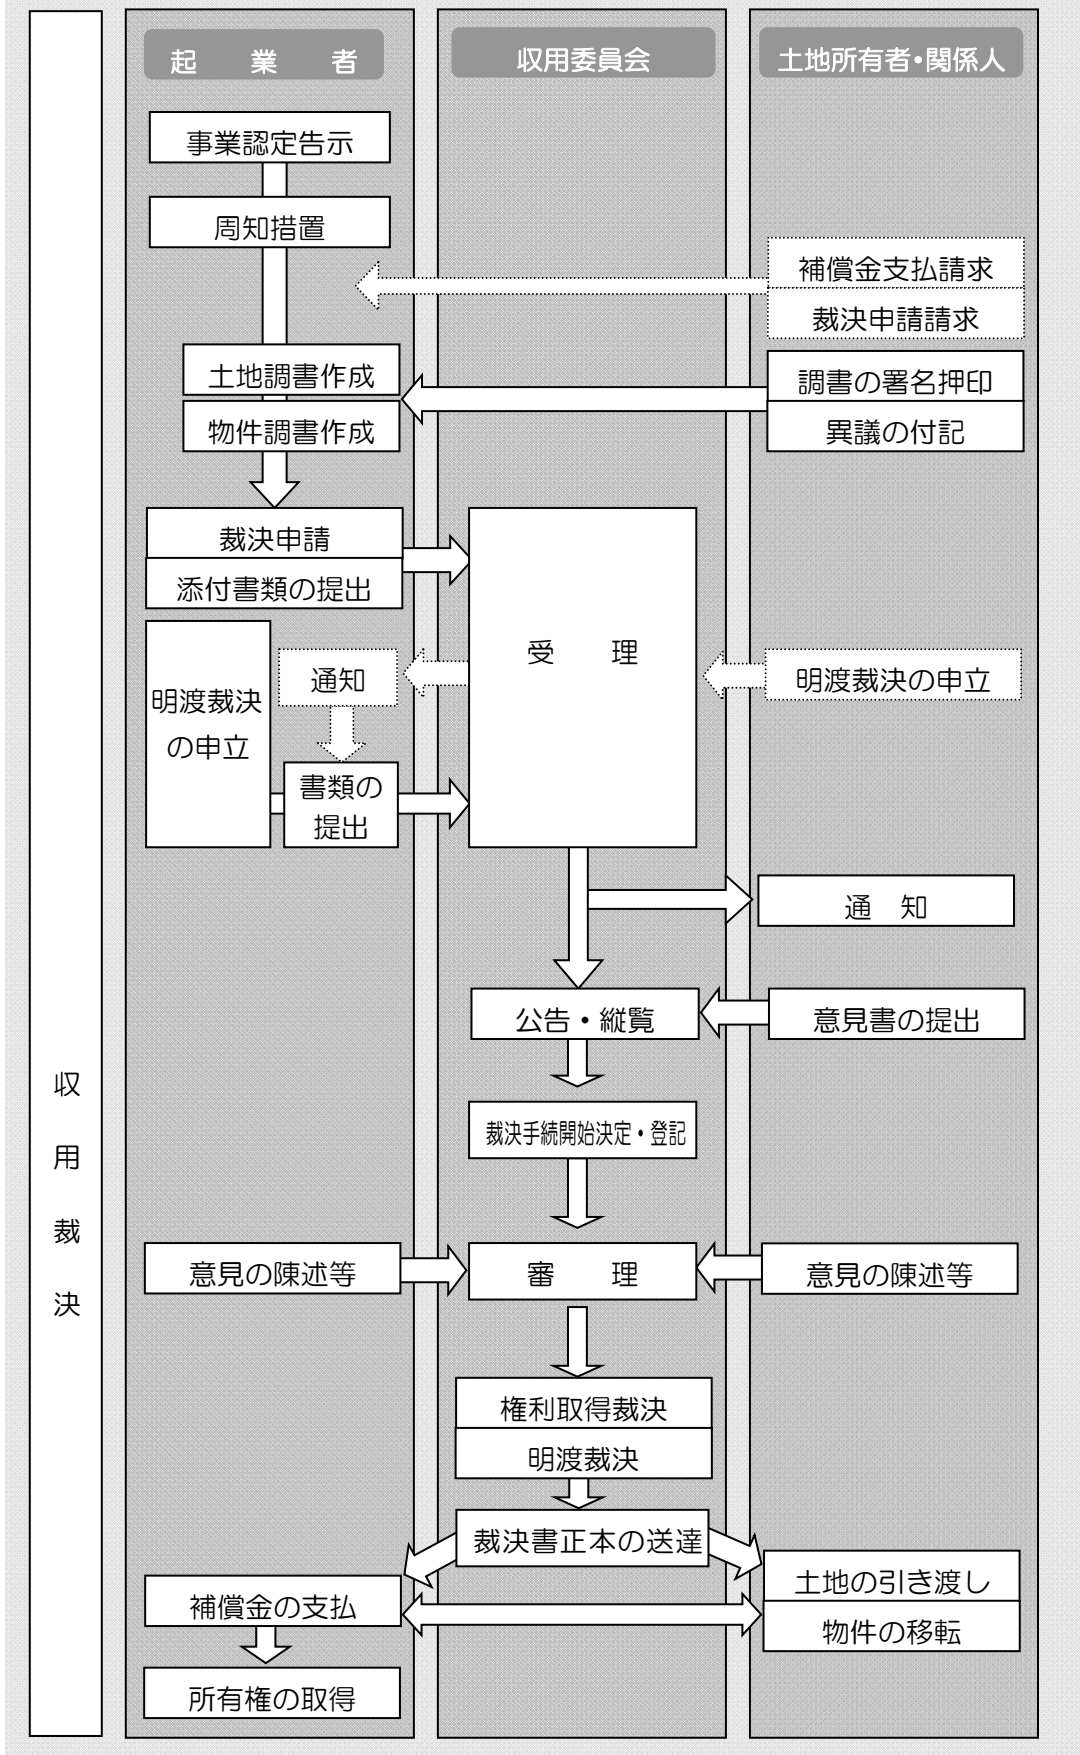 起　業　者
収用委員会
土地所有者・関係人
事業認定告示
周知措置
補償金支払請求
裁決申請請求
土地調書作成
物件調書作成
調書の署名押印
異議の付記
裁決申請
添付書類の提出
受　理
明渡裁決
の申立
通知
書類の
提出
明渡裁決の申立
通　知
公告・縦覧
意見書の提出
裁決手続開始決定・登記
意見の陳述等
審　理
意見の陳述等
権利取得裁決
明渡裁決
裁決書正本の送達
補償金の支払
土地の引き渡し
物件の移転
所有権の取得
収用裁決